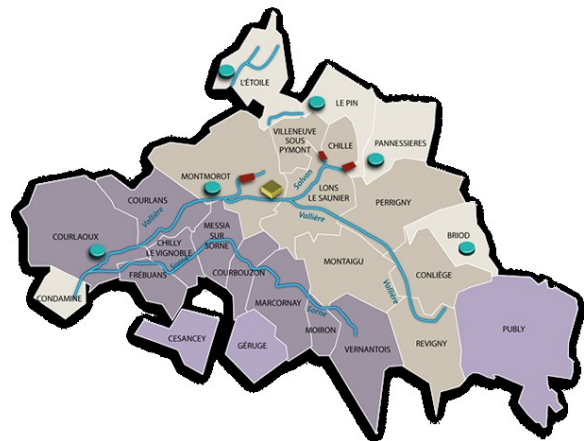 L'ÉTOILE
LE PIN
VILLENEUVE
SOUS
PYMONT
CHILLE
PANNESSIERES
MONTMOROT
Solvan
LONS
LE SAUNIER
PERRIGNY
COURLANS
Vallière
Vallière
COURLAOUX
MESSIA
SUR
SORNE
CHILLY
LE VIGNOBLE
BRIOD
Sorne
FRÉBUANS
COURBOUZON
MONTAIGU
CONLIÈGE
CONDAMINE
MARCORNAY
Vallière
Sorne
CESANCEY
GÉRUGE
MOIRON
VERNANTOIS
REVIGNY
PUBLY